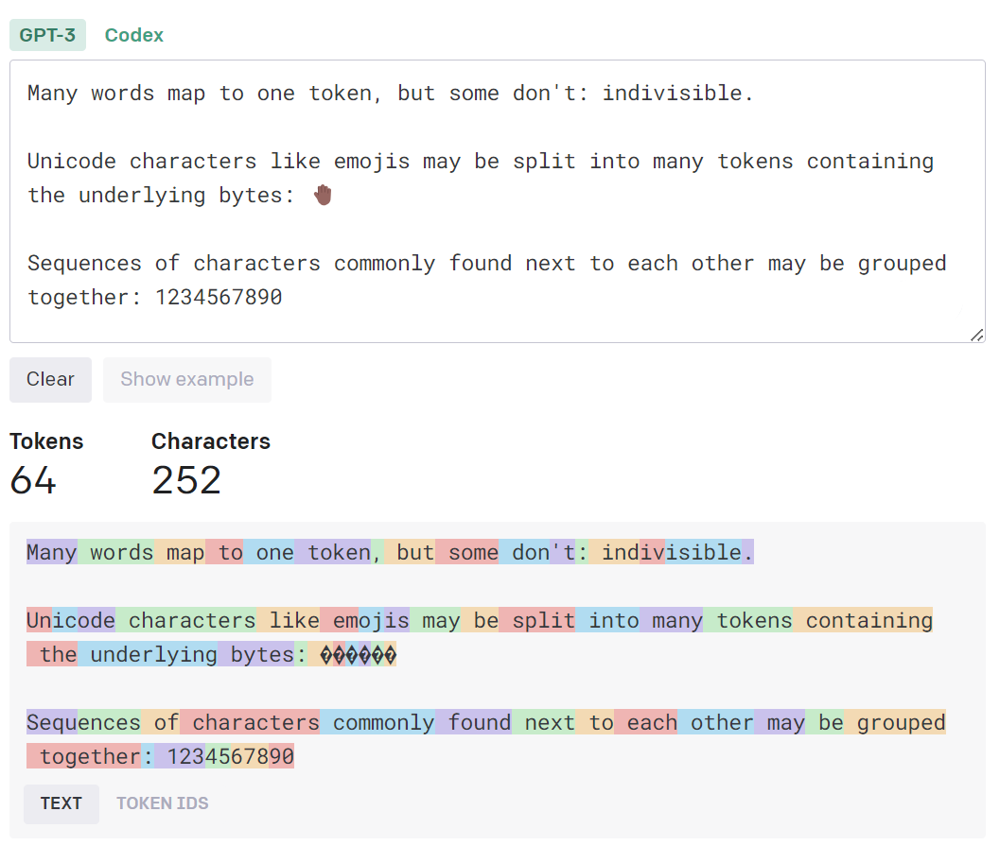 GPT-3 Codex
Many words map to one token, but some don't: indivisible.
Unicode characters like emojis may be split into many tokens containing
the underlying bytes: 🤚🏾
Sequences of characters commonly found next to each other may be grouped
together: 1234567890
Clear Show example
Tokens Characters
64 252
Many words map to one token, but some don't: indivisible.
Unicode characters like emojis may be split into many tokens containing
the underlying bytes: ������
Sequences of characters commonly found next to each other may be grouped
together: 1234567890
TEXT TOKEN IDS